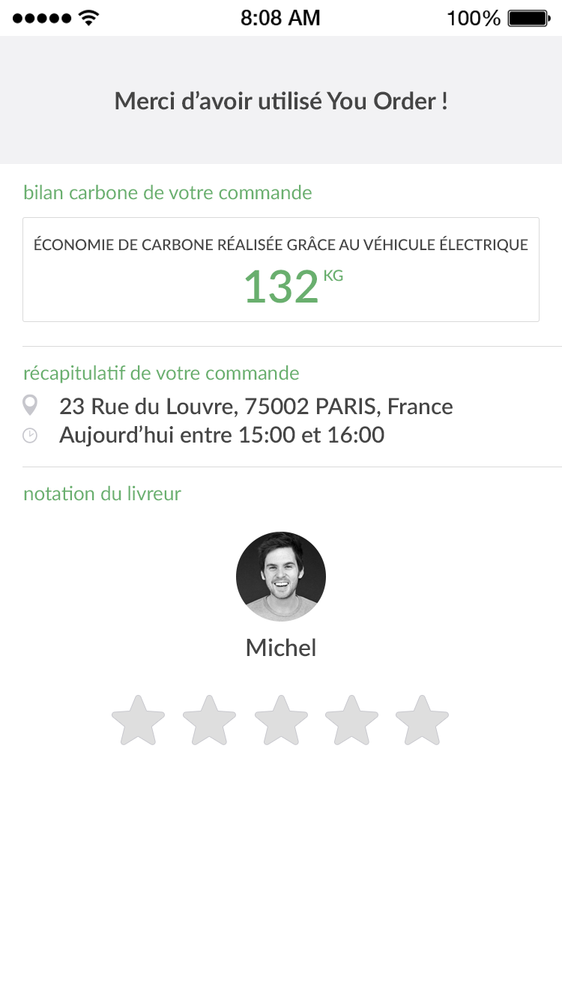 8:08 AM 100%
Merci d’avoir utilisé You Order !
bilan carbone de votre commande
ÉCONOMIE DE CARBONE RÉALISÉE GRÂCE AU VÉHICULE ÉLECTRIQUE
132 KG
récapitulatif de votre commande
23 Rue du Louvre, 75002 PARIS, France
Aujourd’hui entre 15:00 et 16:00
notation du livreur
Michel